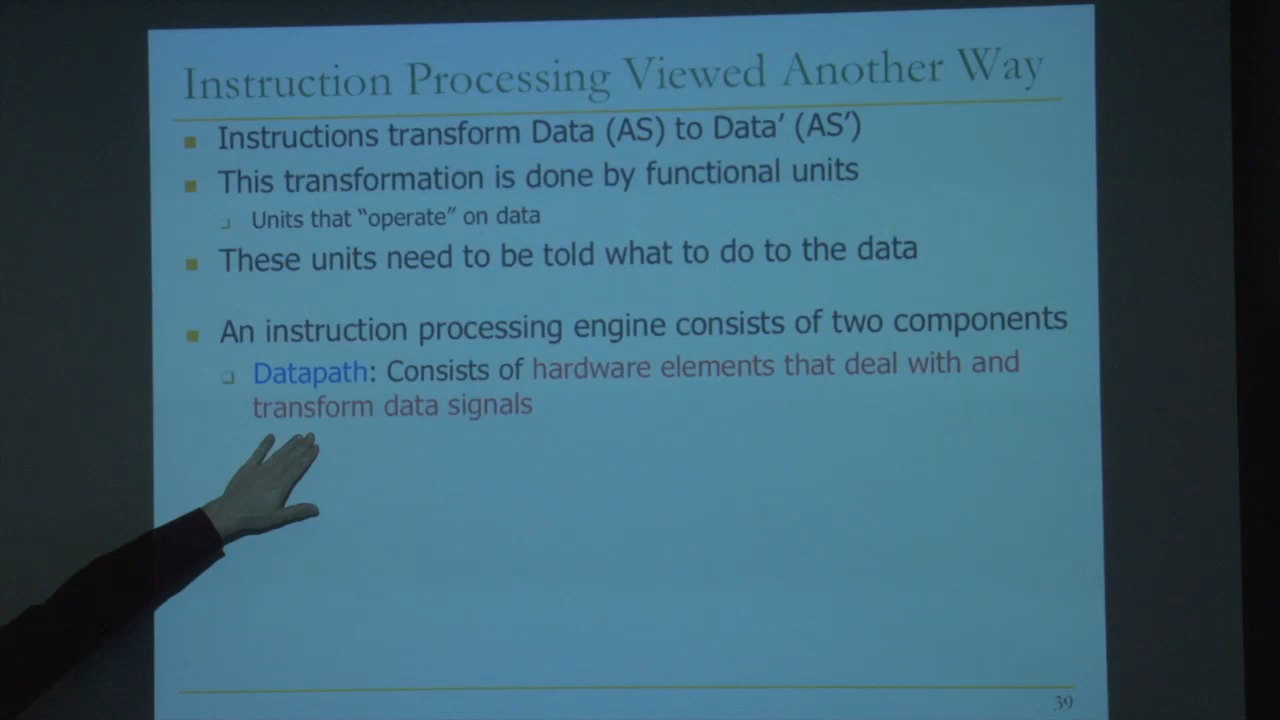 Instruction Processing Viewed Another Way
Instructions transform Data (AS) to Data’ (AS’)
This transformation is done by functional units
Units that “operate” on data
These units need to be told what to do to the data
An instruction processing engine consists of two components
Datapath: Consists of hardware elements that deal with and
transform data signals
39